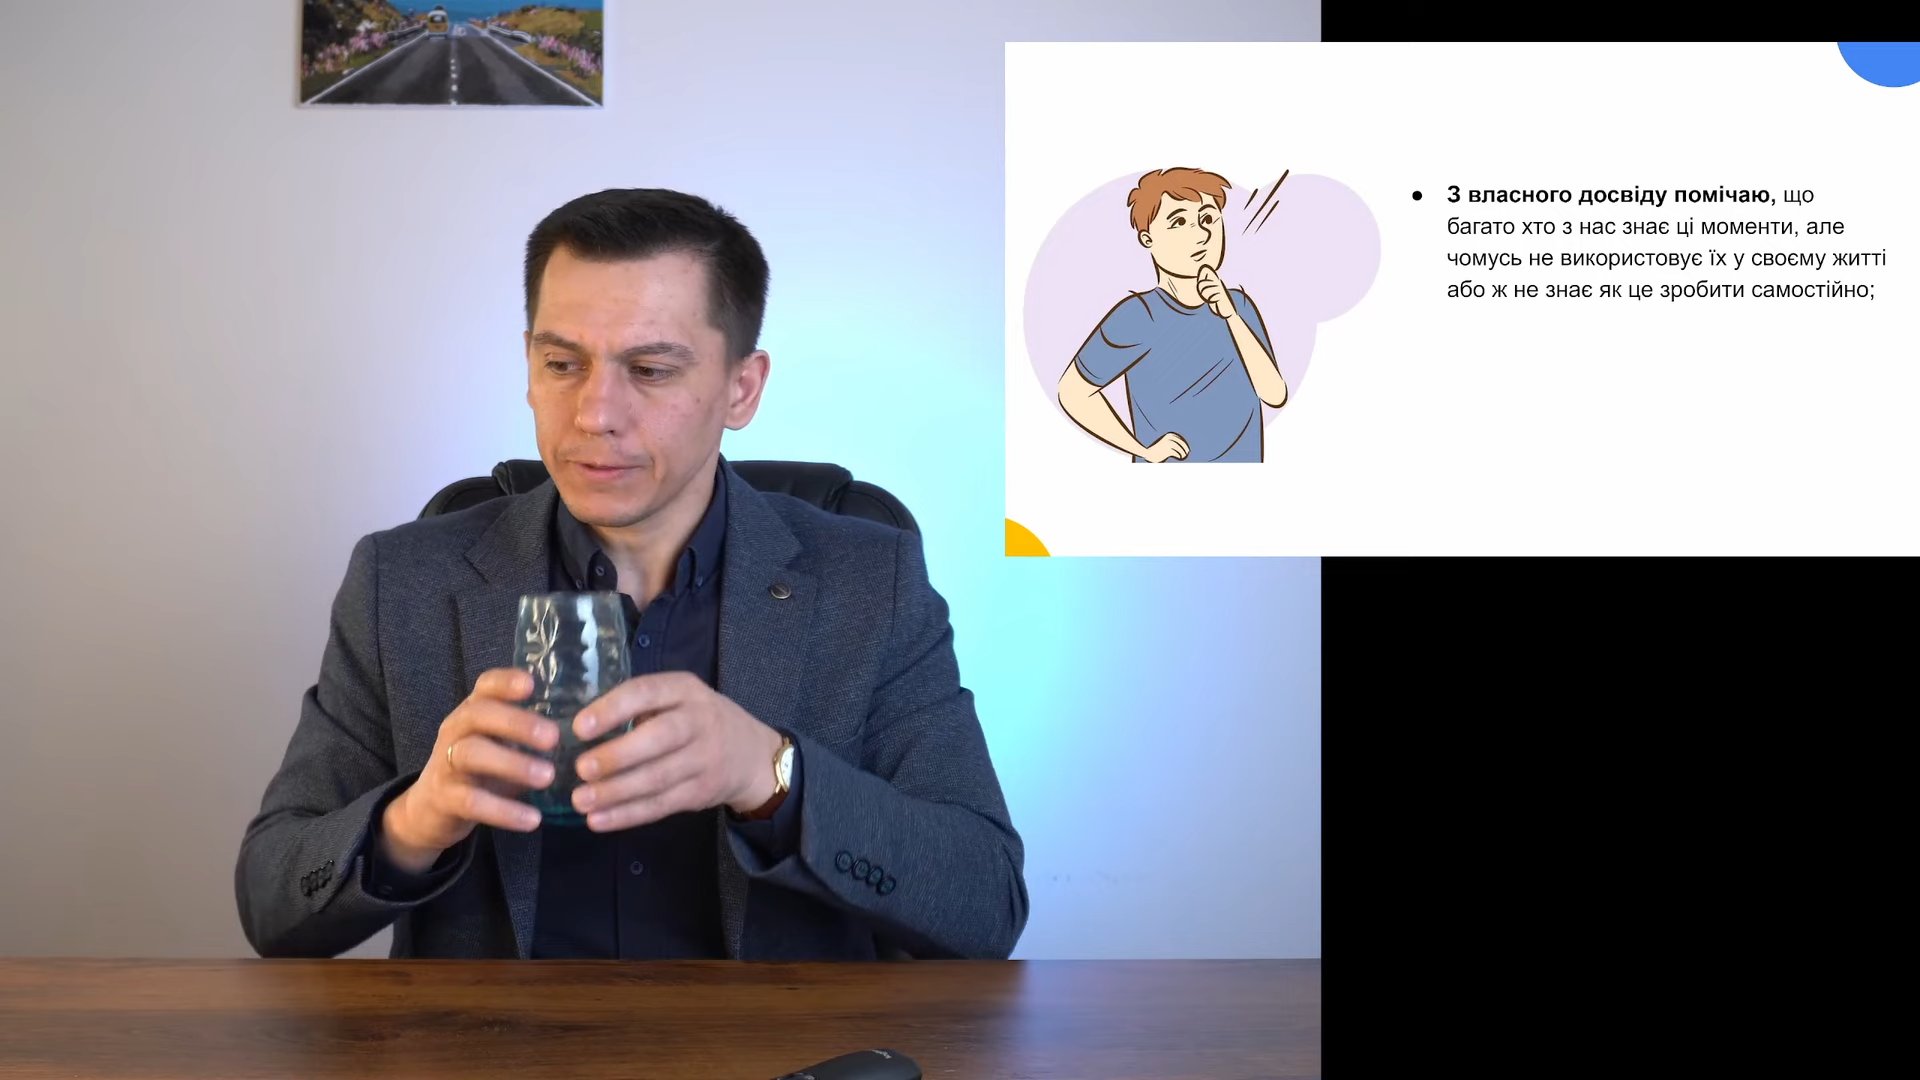 ● З власного досвіду помічаю, що
багато хто з нас знає ці моменти, але
чомусь не використовує їх у своєму житті
або ж не знає як це зробити самостійно;